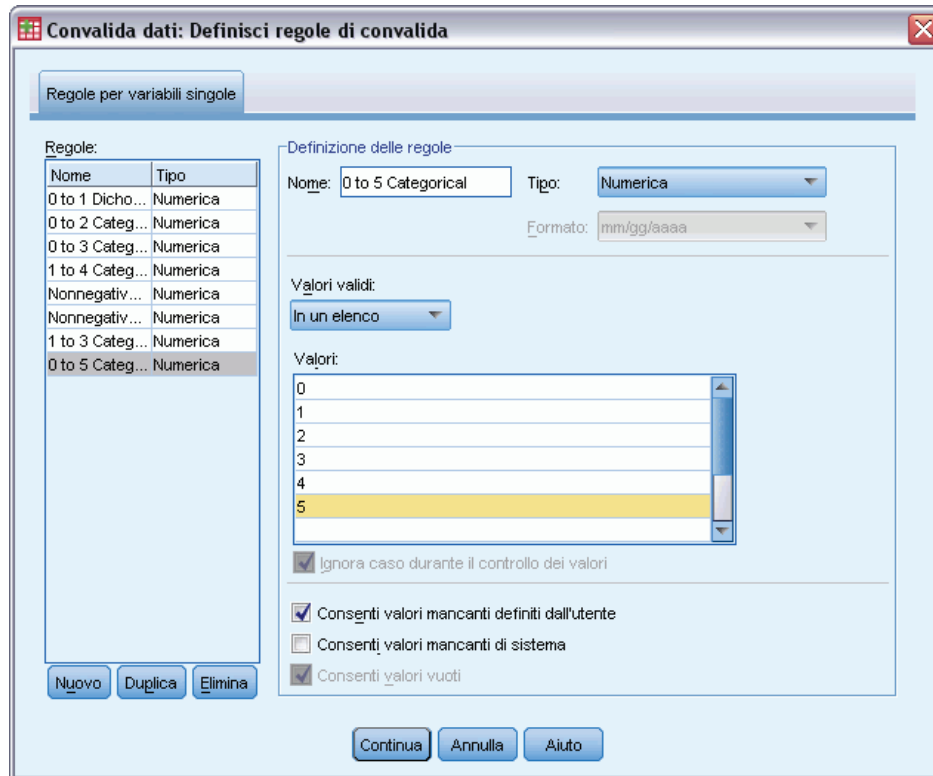 Convalida dati: Definisci regole di convalida
Regole per variabili singole
Regole:
Nome Tipo
0 to 1 Dicho... Numerica
0 to 2 Categ... Numerica
0 to 3 Categ... Numerica
1 to 4 Categ... Numerica
Nonnegativ... Numerica
Nonnegativ... Numerica
1 to 3 Categ... Numerica
0 to 5 Categ... Numerica
Nuovo Duplica Elimina
Definizione delle regole
Nome: 0 to 5 Categorical Tipo: Numerica
Formato: mm/gg/aaaa
Valori validi:
In un elenco
Valori:
0
1
2
3
4
5
Ignora caso durante il controllo dei valori
Consenti valori mancanti definiti dall'utente
Consenti valori mancanti di sistema
Consenti valori vuoti
Continua Annulla Aiuto